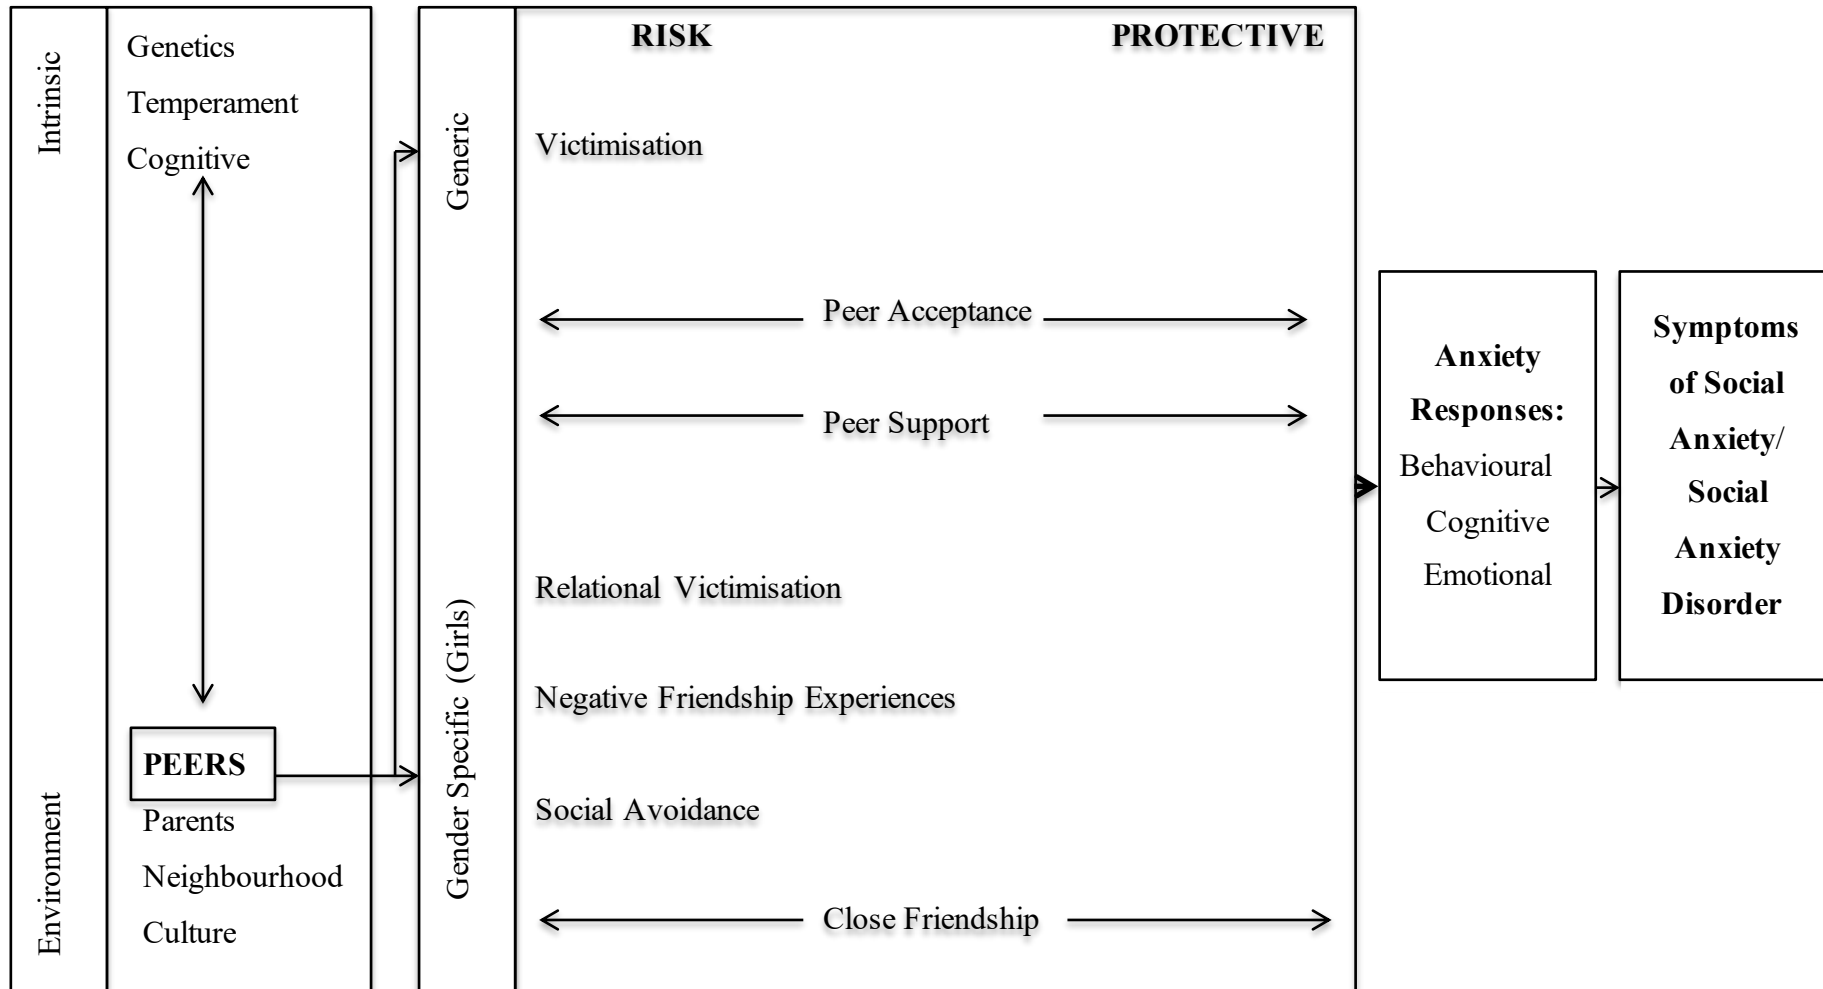 Intrinsic
Genetics
Temperament
Cognitive
PEERS
Environment
Parents
Neighbourhood
Culture
RISK
PROTECTIVE
Generic
Victimisation
Peer Acceptance
Peer Support
Gender Specific (Girls)
Relational Victimisation
Negative Friendship Experiences
Social Avoidance
Close Friendship
Anxiety
Responses:
Behavioural
Cognitive
Emotional
Symptoms
of Social
Anxiety/
Social
Anxiety
Disorder